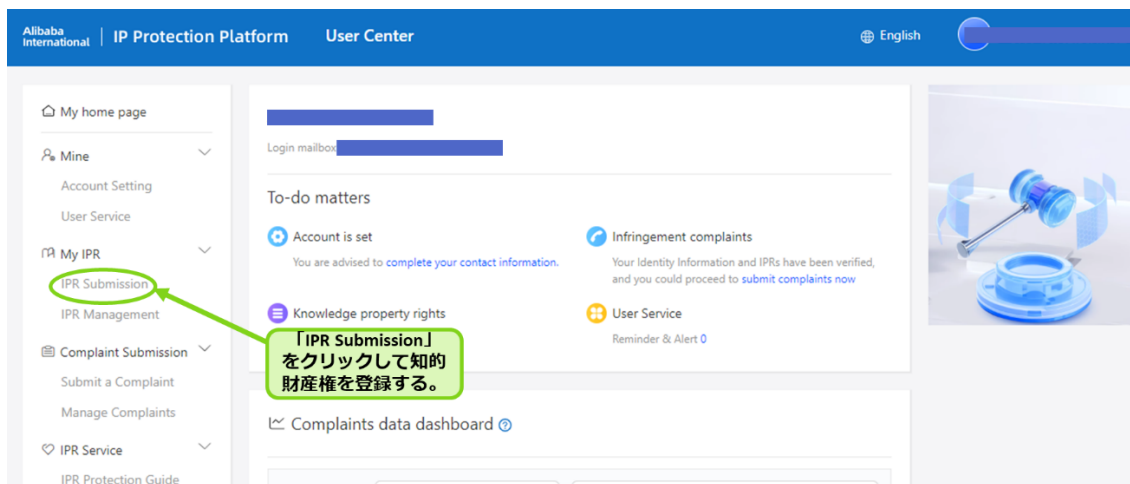 Alibaba
International
IP Protection Platform
User Center
English
My home page
Mine
Account Setting
User Service
My IPR
IPR Submission
IPR Management
Complaint Submission
Submit a Complaint
Manage Complaints
IPR Service
IPR Protection Guide
Login mailbox
To-do matters
Account is set
You are advised to complete your contact information.
Infringement complaints
Your Identity Information and IPRs have been verified,
and you could proceed to submit complaints now
Knowledge property rights
User Service
Reminder & Alert 0
「IPR Submission」
をクリックして知的
財産権を登録する。
Complaints data dashboard